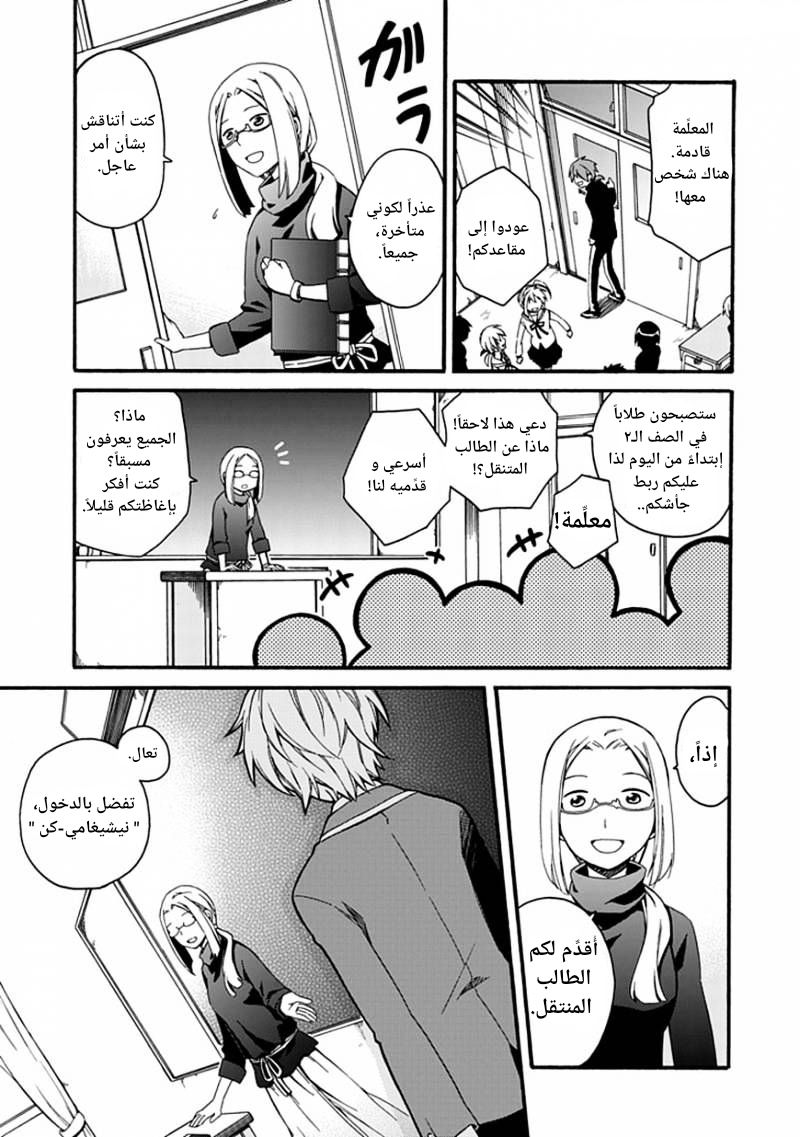 المعلّمة
قادمة.
هناك شخص
معها!
عودوا إلى
مقاعدكم!
ガラ
عذراً لكوني
متأخرة،
جميعاً.
كنت أتناقش
بشأن أمر
عاجل.
ستصبحون طلاباً
في الصف الـ٢
إبتداءً من اليوم لذا
عليكم ربط
جأشكم..
دعي هذا لاحقاً!
ماذا عن الطالب
المتنقل؟!
معلِّمة!
أسرعي و
قدِّميه لنا!
ماذا؟
الجميع يعرفون
مسبقاً؟
كنت أفكر
بإغاظتكم قليلاً.
إذاً،
أقدِّم لكم
الطالب
المنتقل.
تعال.
تفضل بالدخول،
" نيشيغامي-كن "